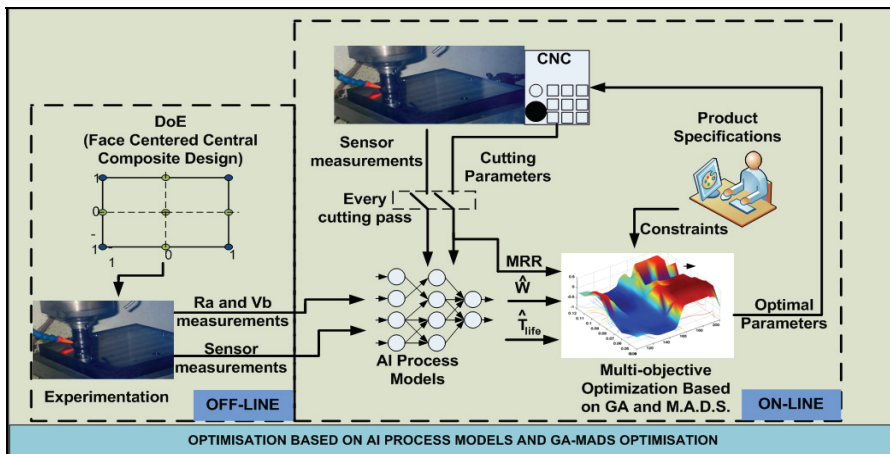 DoE
(Face Centered Central
Composite Design)
1
0
1
1
-
1
0
1
Ra and Vb
measurements
Sensor
measurements
Experimentation
OFF-LINE
CNC
Sensor
measurements
Cutting
Parameters
Every
cutting pass
AI Process
Models
MRR
Ŵ
T̂life
Product
Specifications
Constraints
Optimal
Parameters
Multi-objective
Optimization Based
on GA and M.A.D.S.
ON-LINE
OPTIMISATION BASED ON AI PROCESS MODELS AND GA-MADS OPTIMISATION